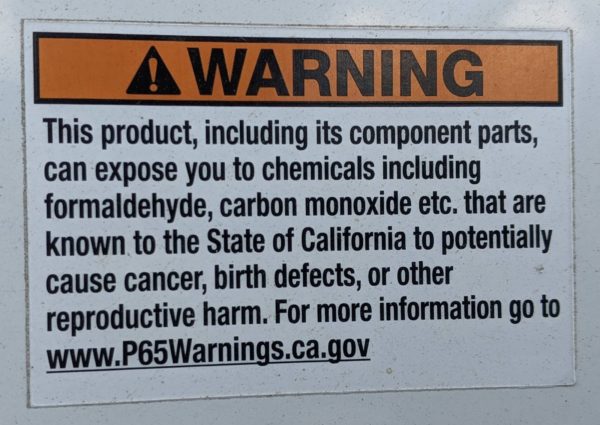 WARNING
This product, including its component parts,
can expose you to chemicals including
formaldehyde, carbon monoxide etc. that are
known to the State of California to potentially
cause cancer, birth defects, or other
reproductive harm. For more information go to
www.P65Warnings.ca.gov